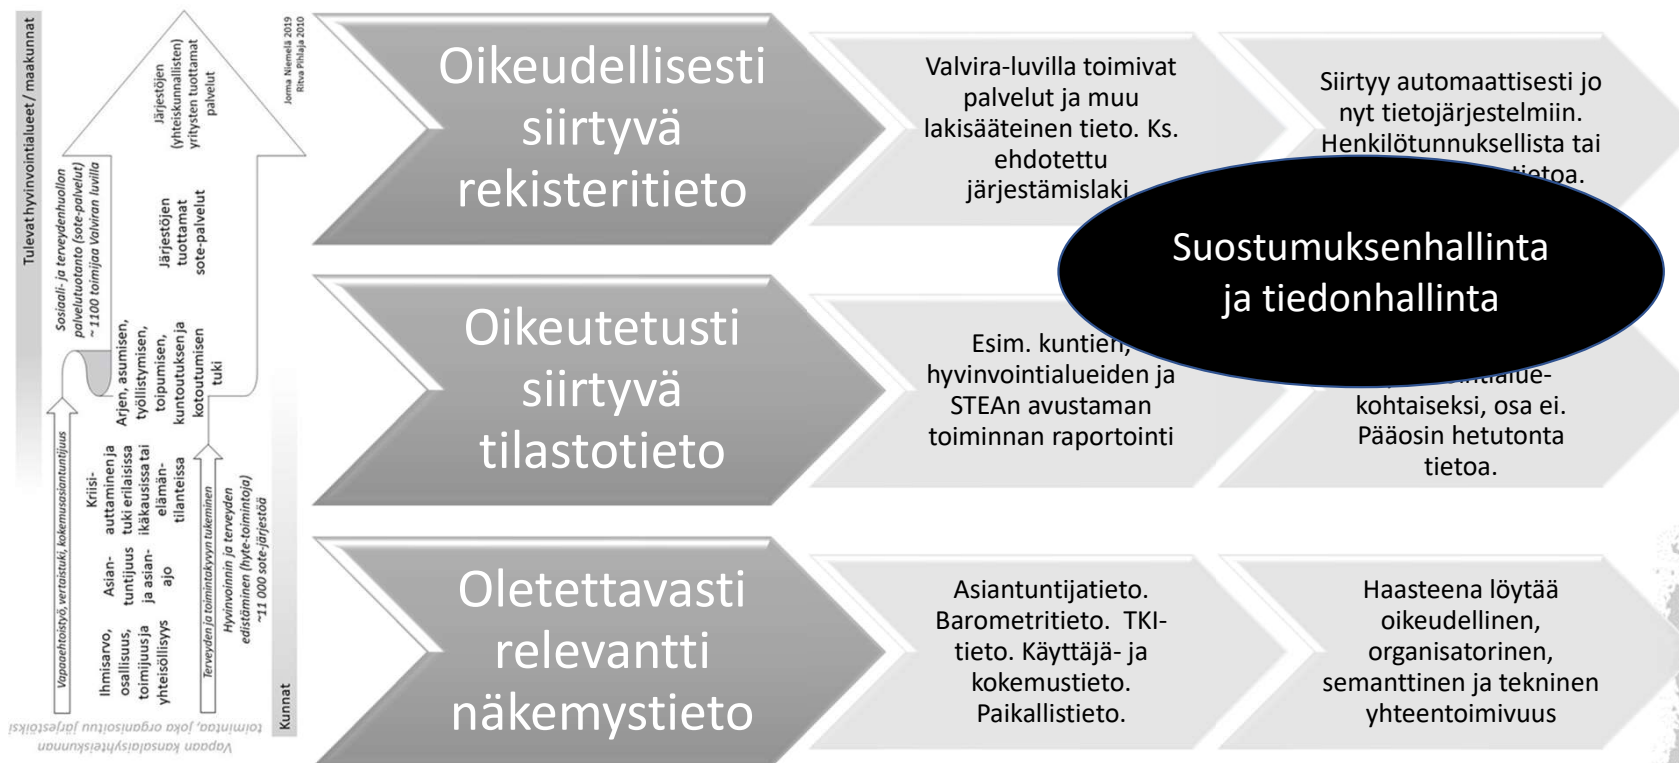 Tulevat hyvinvointialueet / maakunnat
Kunnat
Jorma Niemelä 2019
Ritva Pihlaja 2010
Järjestöjen
(yhteiskunnallisten)
yritysten tuottamat
palvelut
Sosiaali- ja terveydenhuollon
palvelutuotanto (sote-palvelut)
~ 1100 toimijaa Valviran luvilla
Järjestöjen
tuottamat
sote-palvelut
Arjen, asumisen,
työllistymisen,
toipumisen,
kuntoutuksen ja
kotoutumisen
tuki
Vapaaehtoistyö, vertaistuki, kokemusasiantuntijuus
Kriisi-
auttaminen ja
tuki erilaisissa
ikäkausissa tai
elämän-
tilanteissa
Asian-
tuntijuus
ja asian-
ajo
Ihmisarvo,
osallisuus,
toimijuus ja
yhteisöllisyys
Terveyden ja toimintakyvyn tukeminen
Hyvinvoinnin ja terveyden
edistäminen (hyte-toimintoja)
~11 000 sote-järjestöä
Vapaan kansalaisyhteiskunnan
toimintaa, joka organisoituu järjestöiksi
Oikeudellisesti
siirtyvä
rekisteritieto
Valvira-luvilla toimivat
palvelut ja muu
lakisääteinen tieto. Ks.
ehdotettu
järjestämislaki
Siirtyy automaattisesti jo
nyt tietojärjestelmiin.
Henkilötunnuksellista tai
tietoa.
Suostumuksenhallinta
ja tiedonhallinta
Oikeutetusti
siirtyvä
tilastotieto
Esim. kuntien,
hyvinvointialueiden ja
STEAn avustaman
toiminnan raportointi
kohtaiseksi, osa ei.
Pääosin hetutonta
tietoa.
Oletettavasti
relevantti
näkemystieto
Asiantuntijatieto.
Barometritieto. TKI-
tieto. Käyttäjä- ja
kokemustieto.
Paikallistieto.
Haasteena löytää
oikeudellinen,
organisatorinen,
semanttinen ja tekninen
yhteentoimivuus